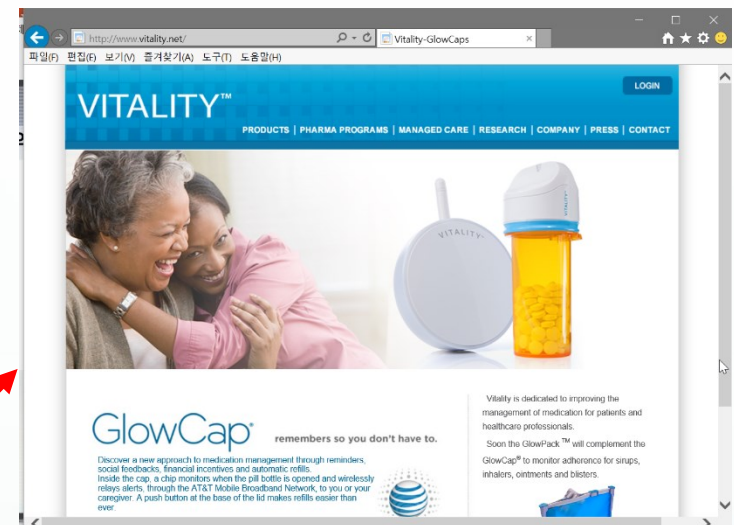 http://www.vitality.net/
Vitality-GlowCaps
파일(F) 편집(E) 보기(V) 즐겨찾기(A) 도구(T) 도움말(H)
LOGIN
VITALITY™
PRODUCTS | PHARMA PROGRAMS | MANAGED CARE | RESEARCH | COMPANY | PRESS | CONTACT
VITALITY
VITALITY
GlowCap® remembers so you don't have to.
Discover a new approach to medication management through reminders,
social feedbacks, financial incentives and automatic refills.
Inside the cap, a chip monitors when the pill bottle is opened and wirelessly
relays alerts, through the AT&T Mobile Broadband Network, to you or your
caregiver. A push button at the base of the lid makes refills easier than
ever.
Vitality is dedicated to improving the
management of medication for patients and
healthcare professionals.
Soon the GlowPack ™ will complement the
GlowCap® to monitor adherence for sirups,
inhalers, ointments and blisters.